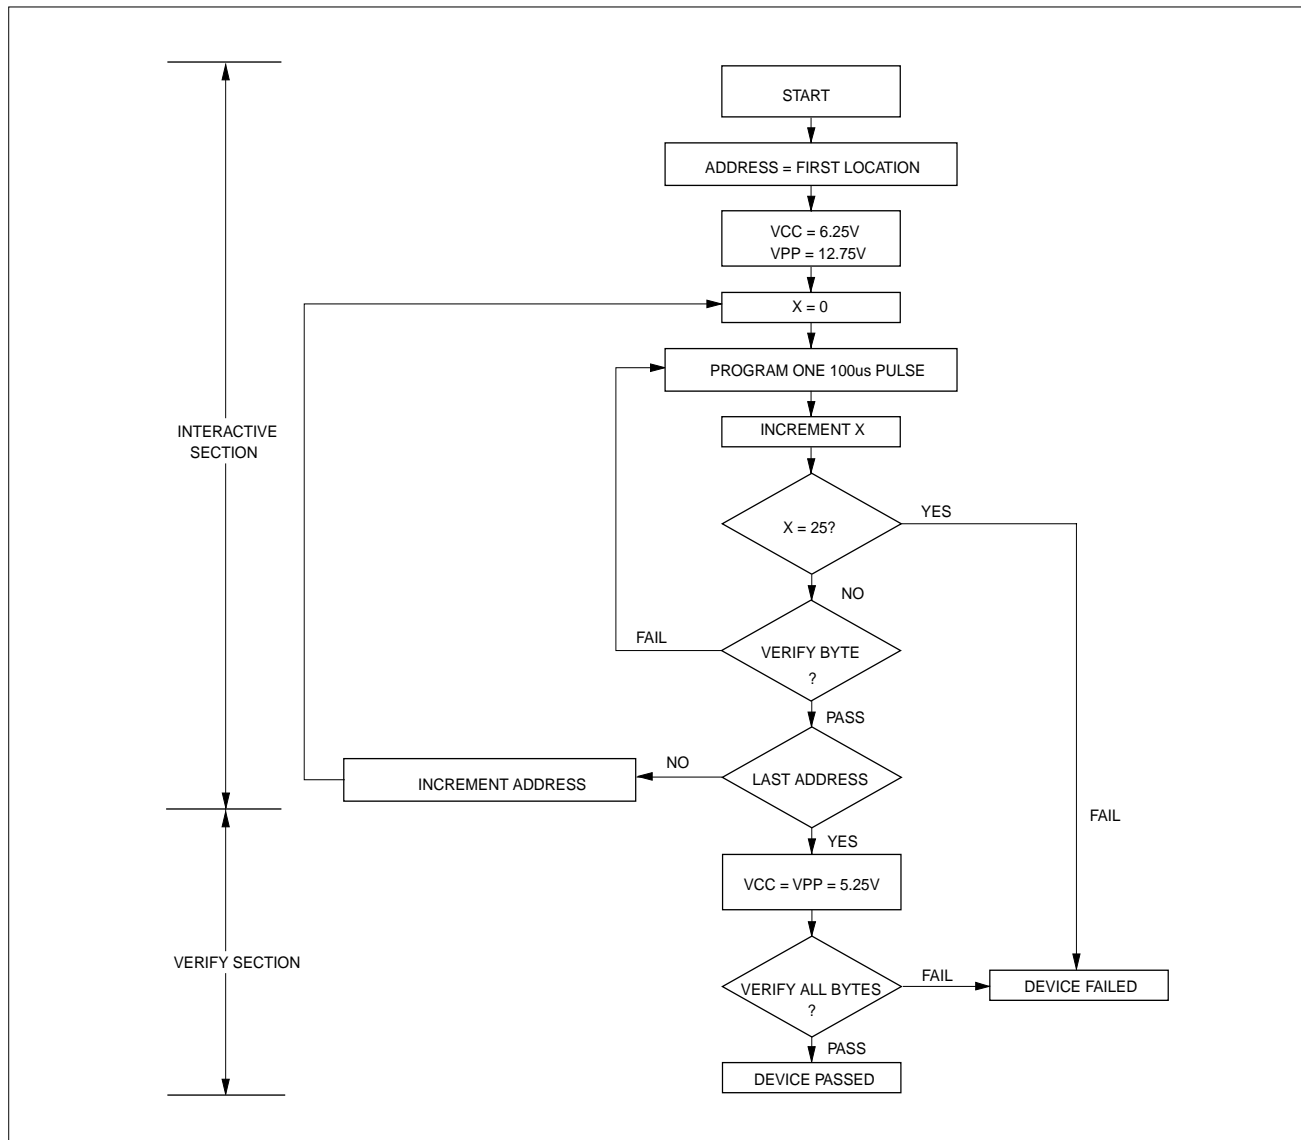 START
ADDRESS = FIRST LOCATION
VCC = 6.25V
VPP = 12.75V
X = 0
PROGRAM ONE 100us PULSE
INCREMENT X
INTERACTIVE
SECTION
X = 25?
YES
NO
FAIL
VERIFY BYTE
?
PASS
LAST ADDRESS
NO
INCREMENT ADDRESS
FAIL
YES
VCC = VPP = 5.25V
VERIFY SECTION
VERIFY ALL BYTES
?
FAIL
DEVICE FAILED
PASS
DEVICE PASSED